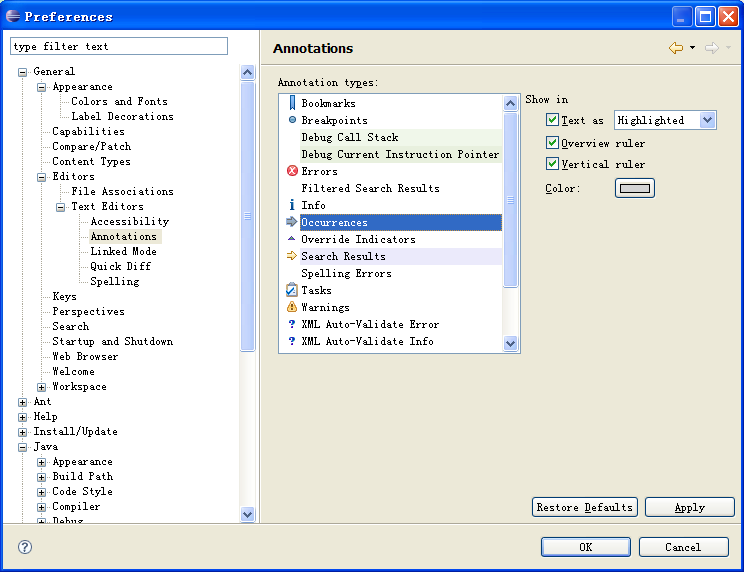 Preferences
type filter text
General
Appearance
Colors and Fonts
Label Decorations
Capabilities
Compare/Patch
Content Types
Editors
File Associations
Text Editors
Accessibility
Annotations
Linked Mode
Quick Diff
Spelling
Keys
Perspectives
Search
Startup and Shutdown
Web Browser
Welcome
Workspace
Ant
Help
Install/Update
Java
Appearance
Build Path
Code Style
Compiler
Debug
Annotations
Annotation types:
Bookmarks
Breakpoints
Debug Call Stack
Debug Current Instruction Pointer
Errors
Filtered Search Results
Info
Occurrences
Override Indicators
Search Results
Spelling Errors
Tasks
Warnings
XML Auto-Validate Error
XML Auto-Validate Info
Show in
Text as Highlighted
Overview ruler
Vertical ruler
Color:
Restore Defaults Apply
OK Cancel